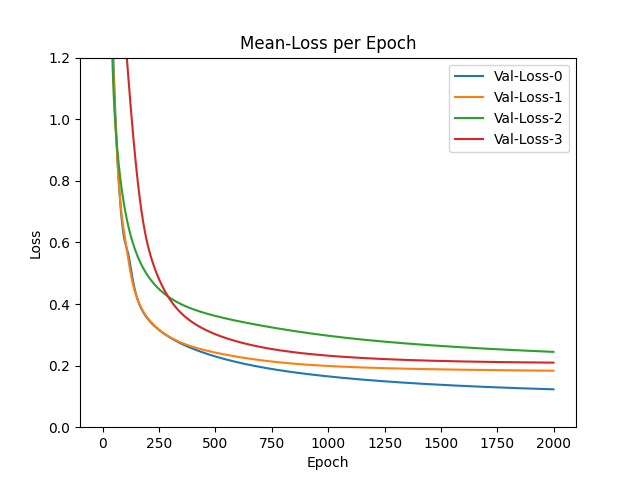 Mean-Loss per Epoch
Val-Loss-0
Val-Loss-1
Val-Loss-2
Val-Loss-3
Loss
1.2
1.0
0.8
0.6
0.4
0.2
0.0
0 250 500 750 1000 1250 1500 1750 2000
Epoch